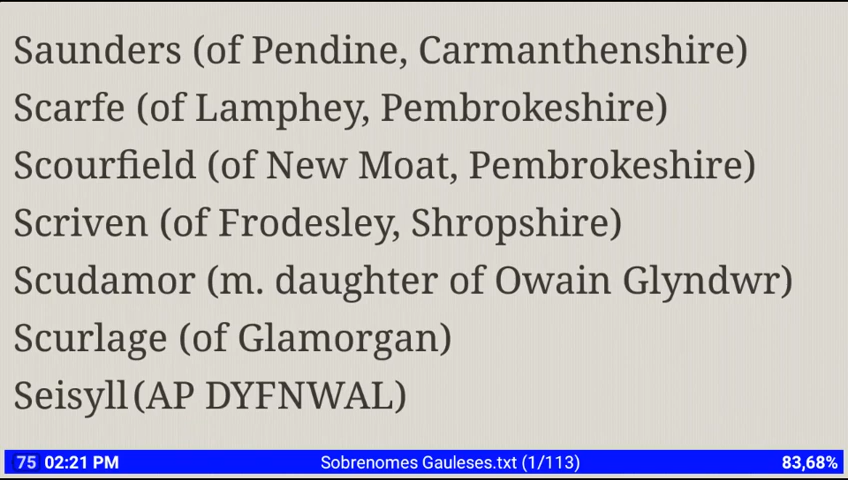 Saunders (of Pendine, Carmanthenshire)
Scarfe (of Lamphey, Pembrokeshire)
Scourfield (of New Moat, Pembrokeshire)
Scriven (of Frodesley, Shropshire)
Scudamor (m. daughter of Owain Glyndwr)
Scurlage (of Glamorgan)
Seisyll (AP DYFNWAL)
75 02:21 PM Sobrenomes Gauleses.txt (1/113) 83,68%